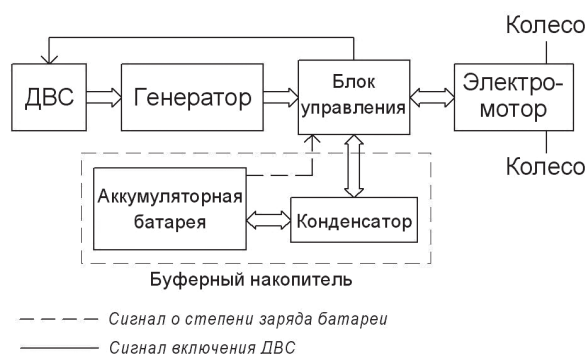 Колесо
ДВС
Генератор
Блок
управления
Электро-
мотор
Колесо
Аккумуляторная
батарея
Конденсатор
Буферный накопитель
Сигнал о степени заряда батареи
Сигнал включения ДВС